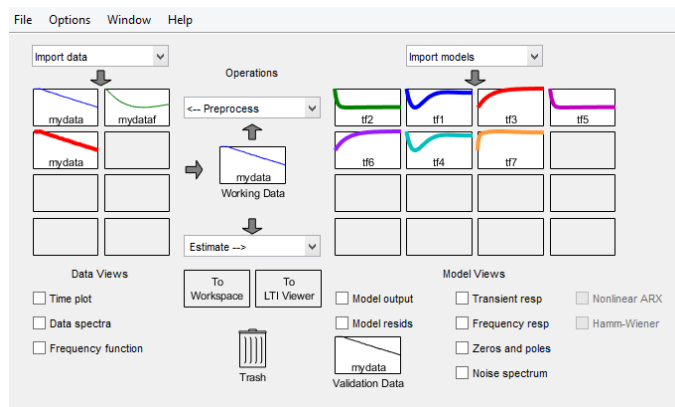 File Options Window Help
Import data
Import models
Operations
mydata mydataf
<-- Preprocess
tf2 tf1 tf3 tf5
mydata
mydata
Working Data
tf6 tf4 tf7
Estimate -->
Data Views
To
Workspace
To
LTI Viewer
Model Views
Time plot
Data spectra
Frequency function
Trash
Model output
Model resids
mydata
Validation Data
Transient resp
Frequency resp
Zeros and poles
Noise spectrum
Nonlinear ARX
Hamm-Wiener